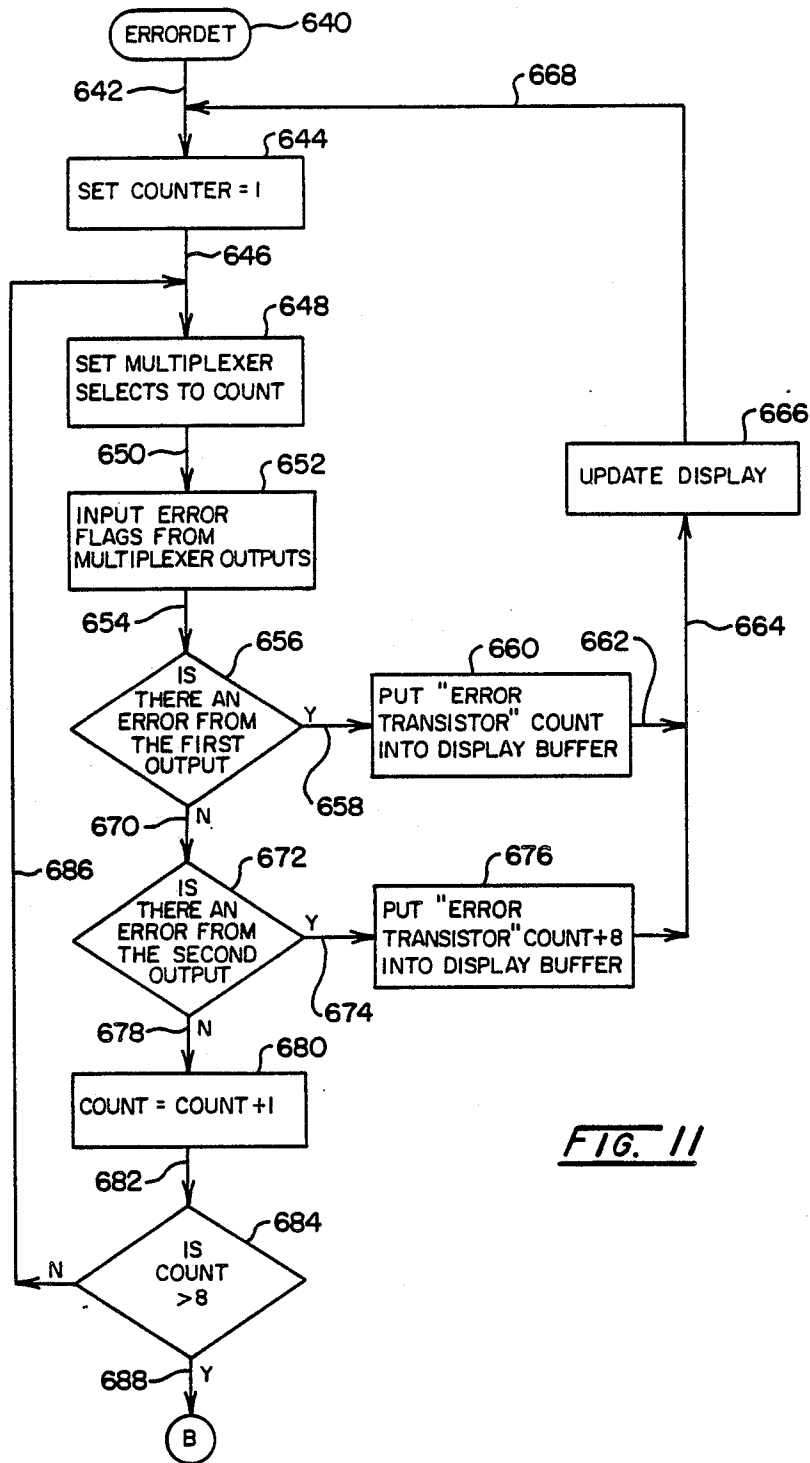 ERRORDET
640
642
668
644
SET COUNTER = 1
646
648
SET MULTIPLEXER
SELECTS TO COUNT
650
652
666
UPDATE DISPLAY
INPUT ERROR
FLAGS FROM
MULTIPLEXER OUTPUTS
654
656
660
662
664
IS
THERE AN
ERROR FROM
THE FIRST
OUTPUT
Y
658
PUT "ERROR
TRANSISTOR" COUNT
INTO DISPLAY BUFFER
670
N
672
676
686
IS
THERE AN
ERROR FROM
THE SECOND
OUTPUT
Y
674
PUT "ERROR
TRANSISTOR" COUNT+8
INTO DISPLAY BUFFER
678
N
680
COUNT = COUNT +1
682
FIG. 11
684
IS
COUNT
>8
N
688
Y
B